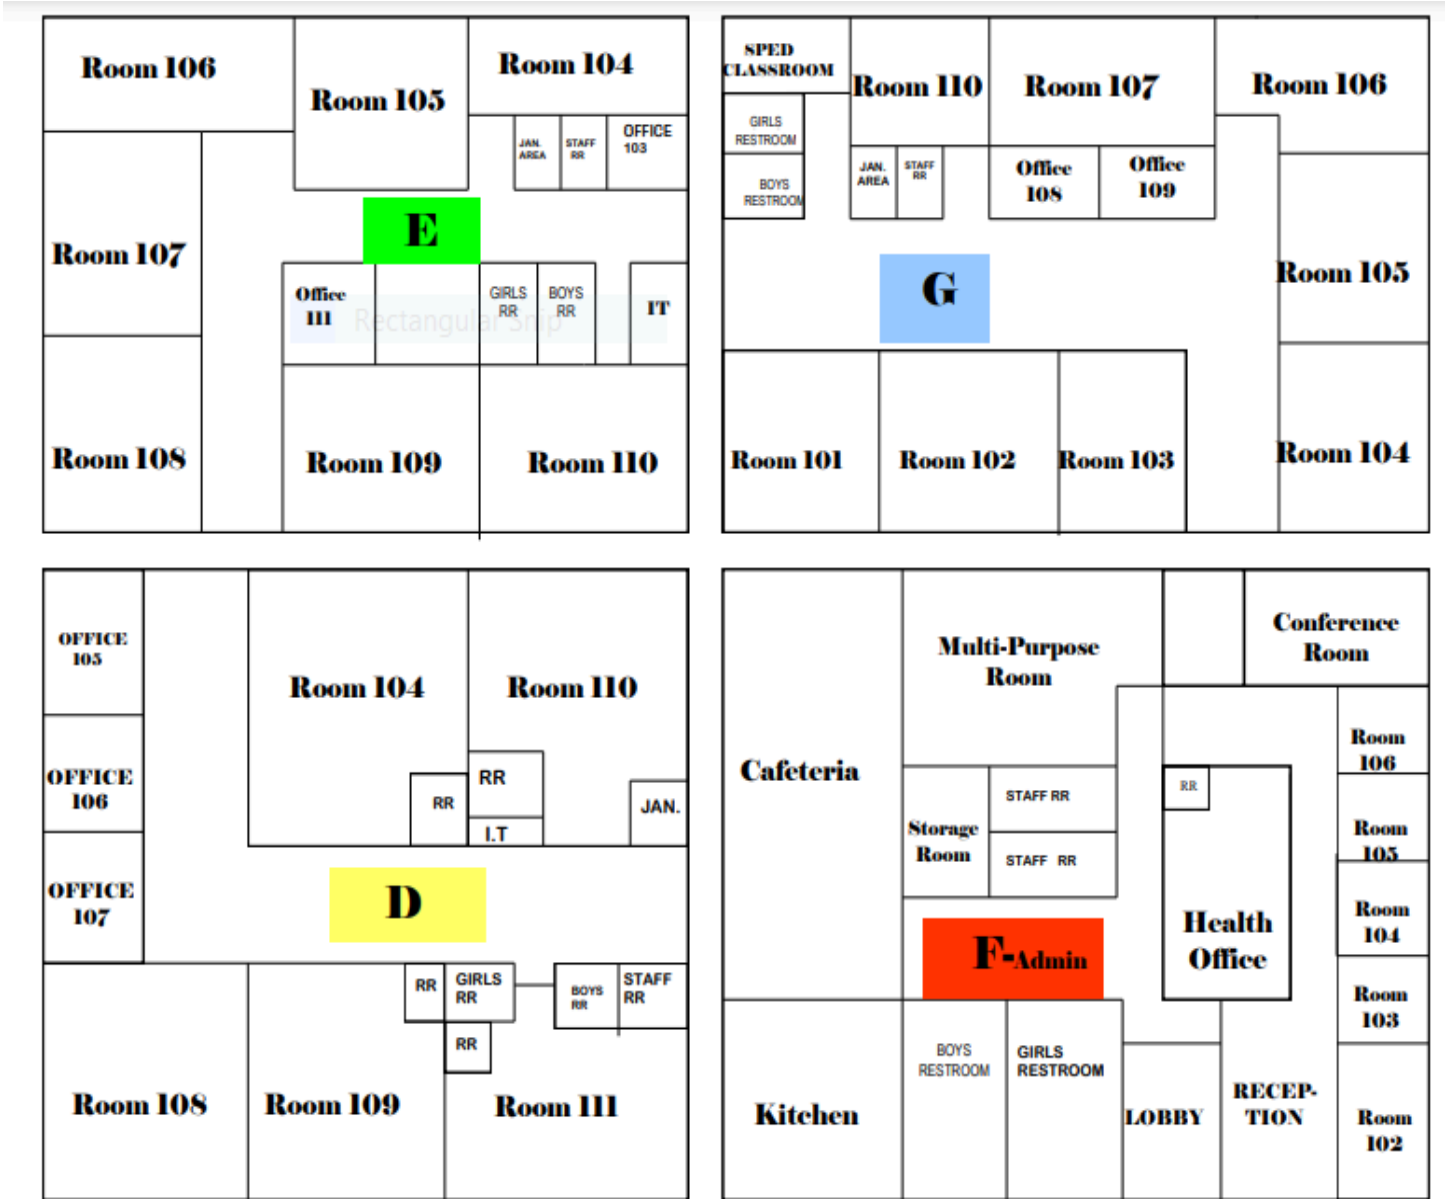 Room 106
Room 105
Room 104
JAN.
AREA
STAFF
RR
OFFICE
103
E
Room 107
Office
111
GIRLS
RR
BOYS
RR
IT
Rectangular Snip
Room 108
Room 109
Room 110
SPED
CLASSROOM
Room 110
Room 107
Room 106
GIRLS
RESTROOM
BOYS
RESTROOM
JAN.
AREA
STAFF
RR
Office
108
Office
109
G
Room 105
Room 101
Room 102
Room 103
Room 104
OFFICE
105
Room 104
Room 110
OFFICE
106
RR
RR
I.T
JAN.
OFFICE
107
D
RR
GIRLS
RR
BOYS
RR
STAFF
RR
RR
Room 108
Room 109
Room 111
Conference
Room
Multi-Purpose
Room
Cafeteria
Room
106
RR
STAFF RR
Storage
Room
STAFF RR
Room
105
Health
Office
Room
104
F-Admin
Room
103
BOYS
RESTROOM
GIRLS
RESTROOM
Kitchen
LOBBY
RECEP-
TION
Room
102